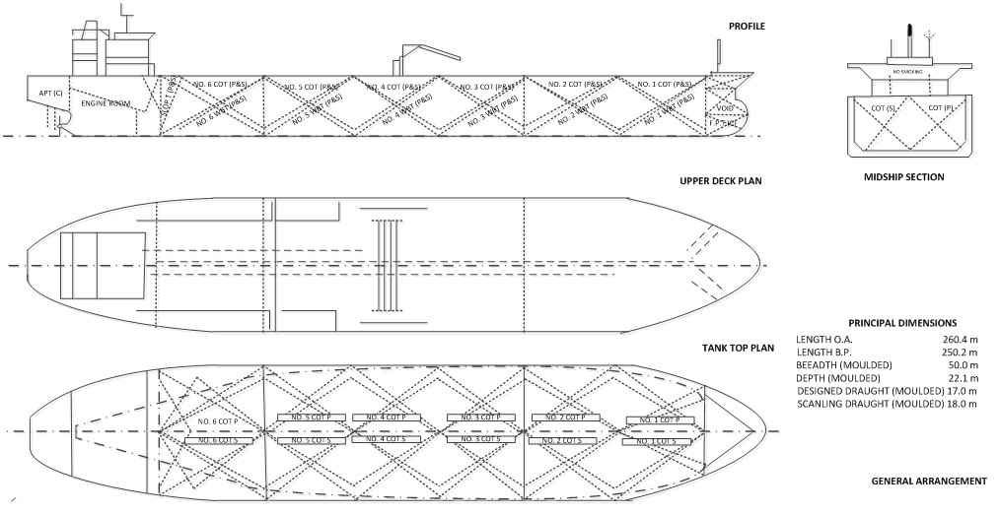 PROFILE
NO SMOKING
NO. 6 COT (P&S)
NO. 5 COT (P&S)
NO. 4 COT (P&S)
NO. 3 COT (P&S)
NO. 2 COT (P&S)
NO. 1 COT (P&S)
APT (C)
ENGINE ROOM
VOID
COT (S)
COT (P)
NO. 6 WBT (P&S)
NO. 5 WBT (P&S)
NO. 4 WBT (P&S)
NO. 3 WBT (P&S)
NO. 2 WBT (P&S)
NO. 1 WBT (P&S)
UPPER DECK PLAN
MIDSHIP SECTION
PRINCIPAL DIMENSIONS
LENGTH O.A. 260.4 m
LENGTH B.P. 250.2 m
BEEADTH (MOULDED) 50.0 m
DEPTH (MOULDED) 22.1 m
DESIGNED DRAUGHT (MOULDED) 17.0 m
SCANLING DRAUGHT (MOULDED) 18.0 m
TANK TOP PLAN
NO. 6 COT P
NO. 5 COT P
NO. 4 COT P
NO. 3 COT P
NO. 2 COT P
NO. 1 COT P
NO. 6 COT S
NO. 5 COT S
NO. 4 COT S
NO. 3 COT S
NO. 2 COT S
NO. 1 COT S
GENERAL ARRANGEMENT